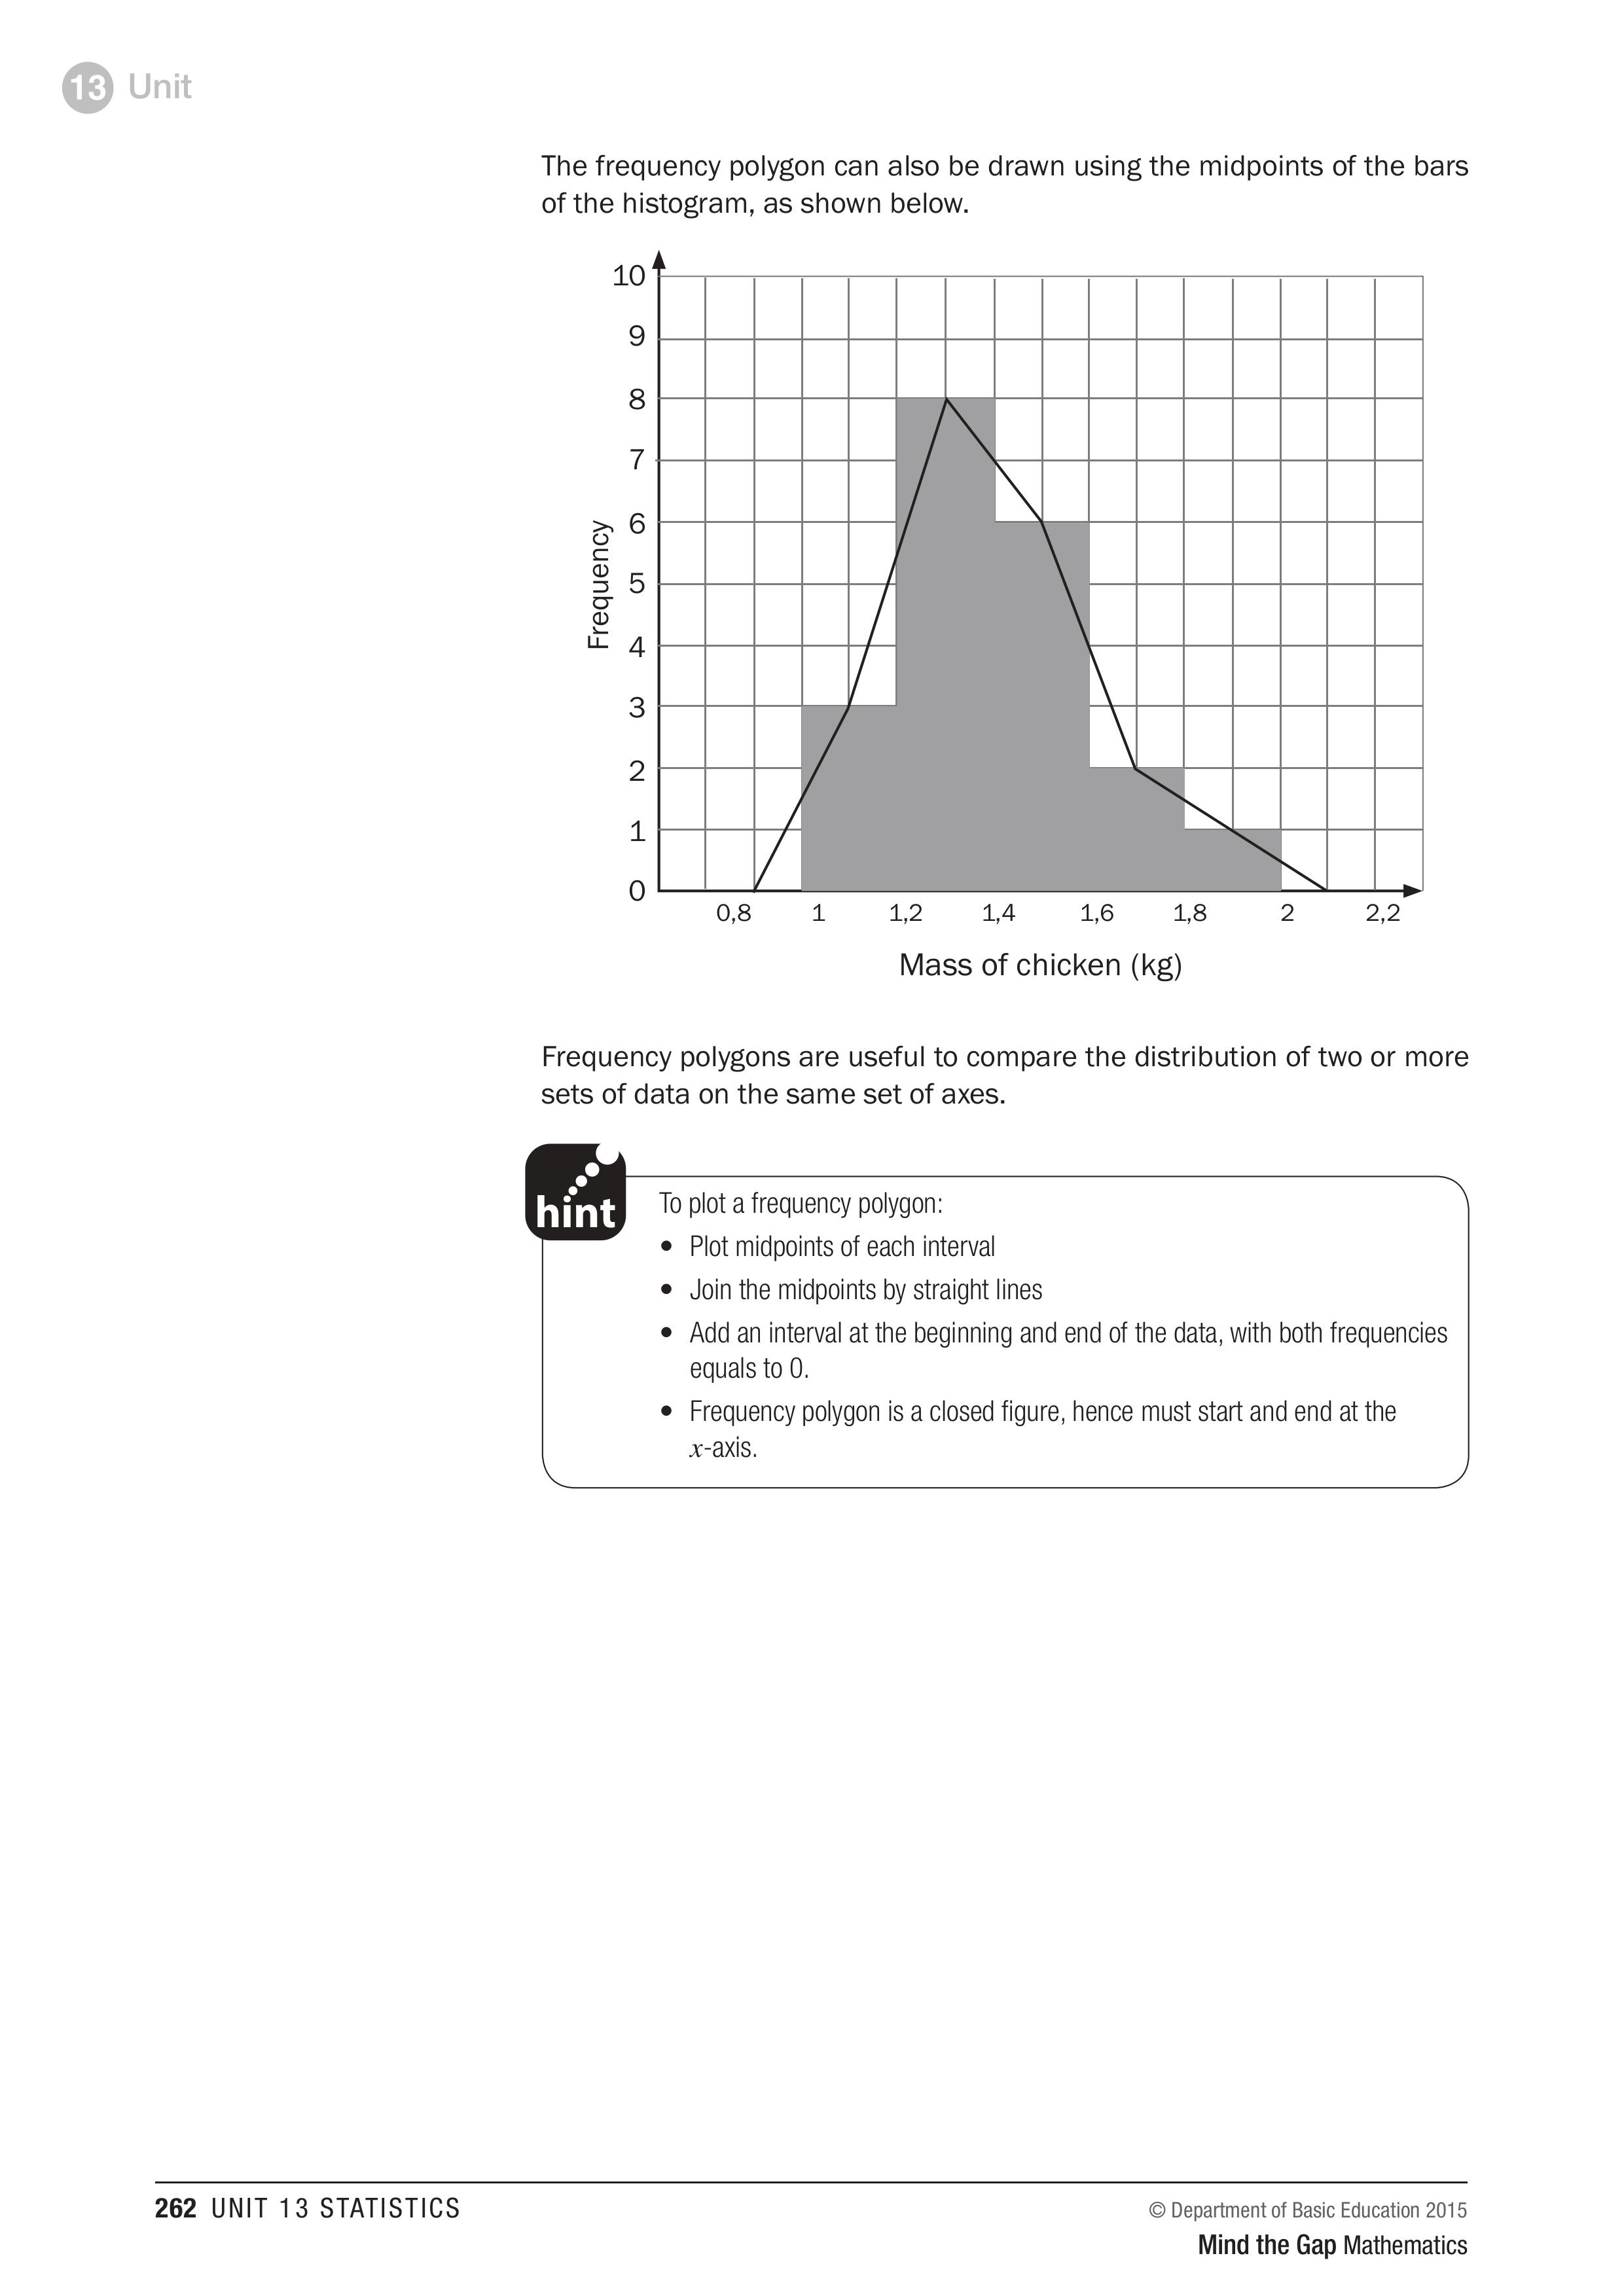 13 Unit
The frequency polygon can also be drawn using the midpoints of the bars
of the histogram, as shown below.
10
9
8
7
6
5
4
3
2
1
0
Frequency
0,8 1 1,2 1,4 1,6 1,8 2 2,2
Mass of chicken (kg)
Frequency polygons are useful to compare the distribution of two or more
sets of data on the same set of axes.
hint
To plot a frequency polygon:
• Plot midpoints of each interval
• Join the midpoints by straight lines
• Add an interval at the beginning and end of the data, with both frequencies
equals to 0.
• Frequency polygon is a closed figure, hence must start and end at the
x-axis.
262 UNIT 13 STATISTICS
© Department of Basic Education 2015
Mind the Gap Mathematics